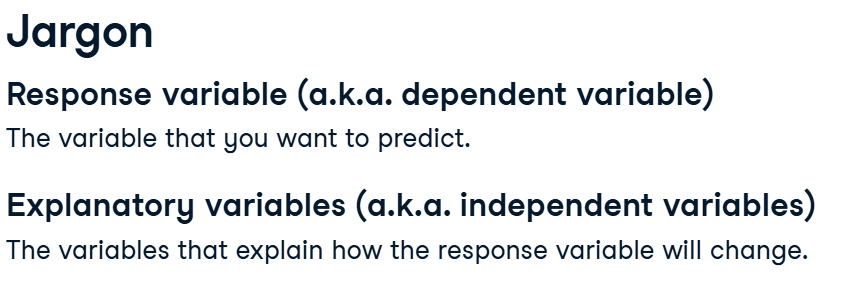 Jargon
Response variable (a.k.a. dependent variable)
The variable that you want to predict.
Explanatory variables (a.k.a. independent variables)
The variables that explain how the response variable will change.